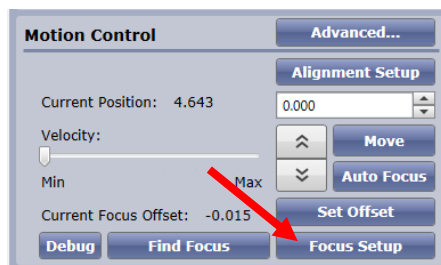 Motion Control
Advanced...
Alignment Setup
Current Position: 4.643
0.000
Velocity:
Move
Min
Max
Auto Focus
Current Focus Offset: -0.015
Set Offset
Debug
Find Focus
Focus Setup